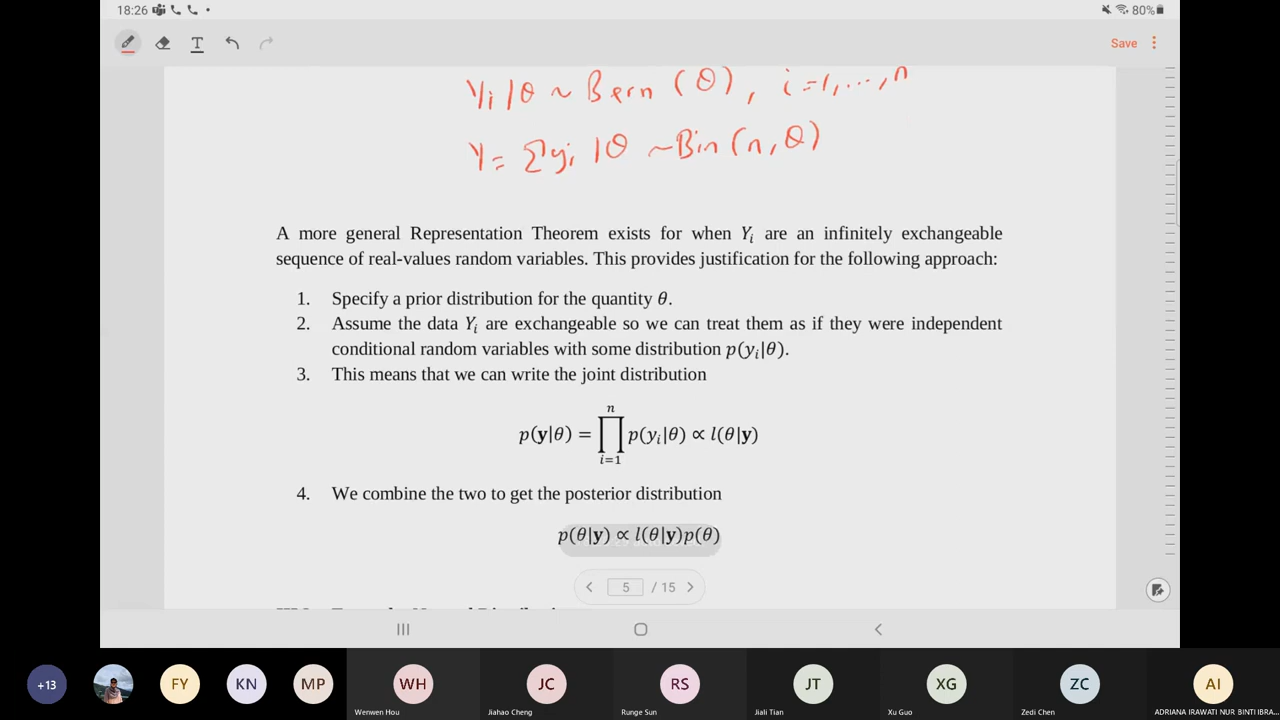 18:26
80%
T
Save
Yi | θ ~ Bern (θ), i=1,...,n
Y = Σyi | θ ~ Bin(n, θ)
A more general Representation Theorem exists for when Yᵢ are an infinitely exchangeable
sequence of real-values random variables. This provides justification for the following approach:
1. Specify a prior distribution for the quantity θ.
2. Assume the data Yᵢ are exchangeable so we can treat them as if they were independent
conditional random variables with some distribution p(yᵢ|θ).
3. This means that we can write the joint distribution
p(y|θ) = ∏ᵢ₌₁ⁿ p(yᵢ|θ) ∝ l(θ|y)
4. We combine the two to get the posterior distribution
p(θ|y) ∝ l(θ|y)p(θ)
5 / 15
+13 FY KN MP WH JC RS JT XG ZC AI
Wenwen Hou Jiahao Cheng Runge Sun Jiali Tian Xu Guo Zedi Chen ADRIANA IRAWATI NUR BINTI IBRA...